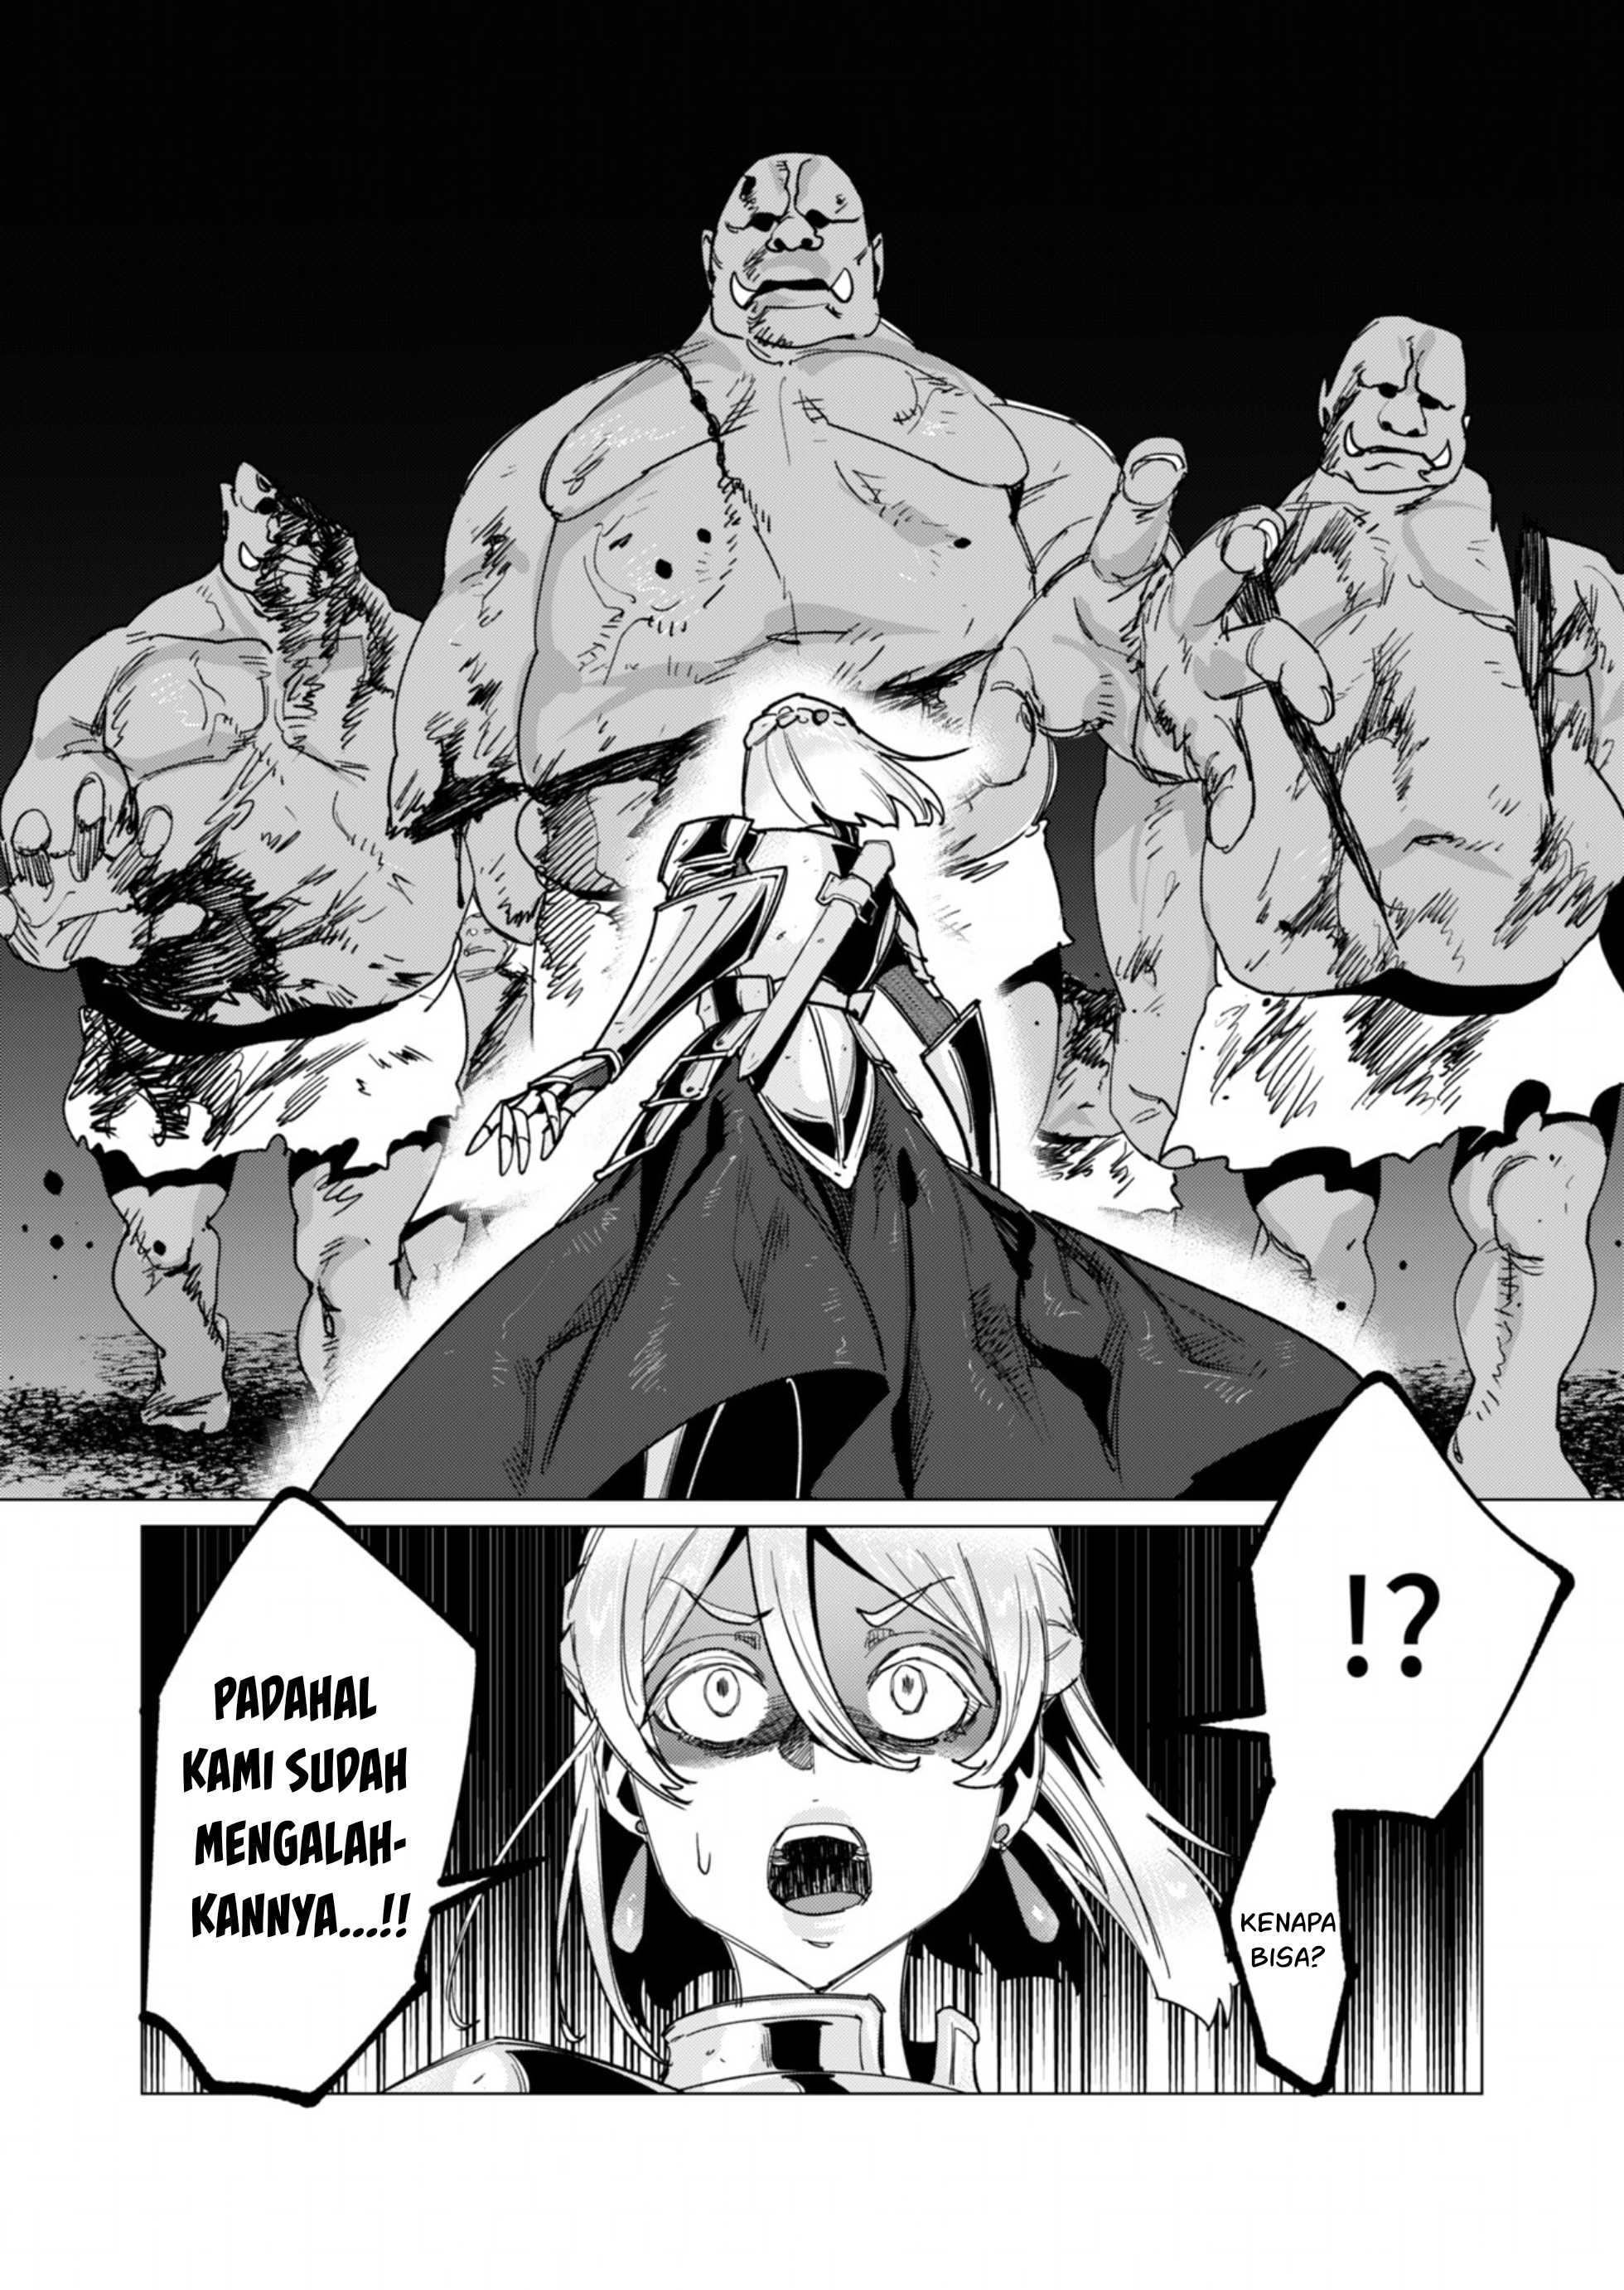 !?
KENAPA
BISA?
PADAHAL
KAMI SUDAH
MENGALAH-
KANNYA...!!